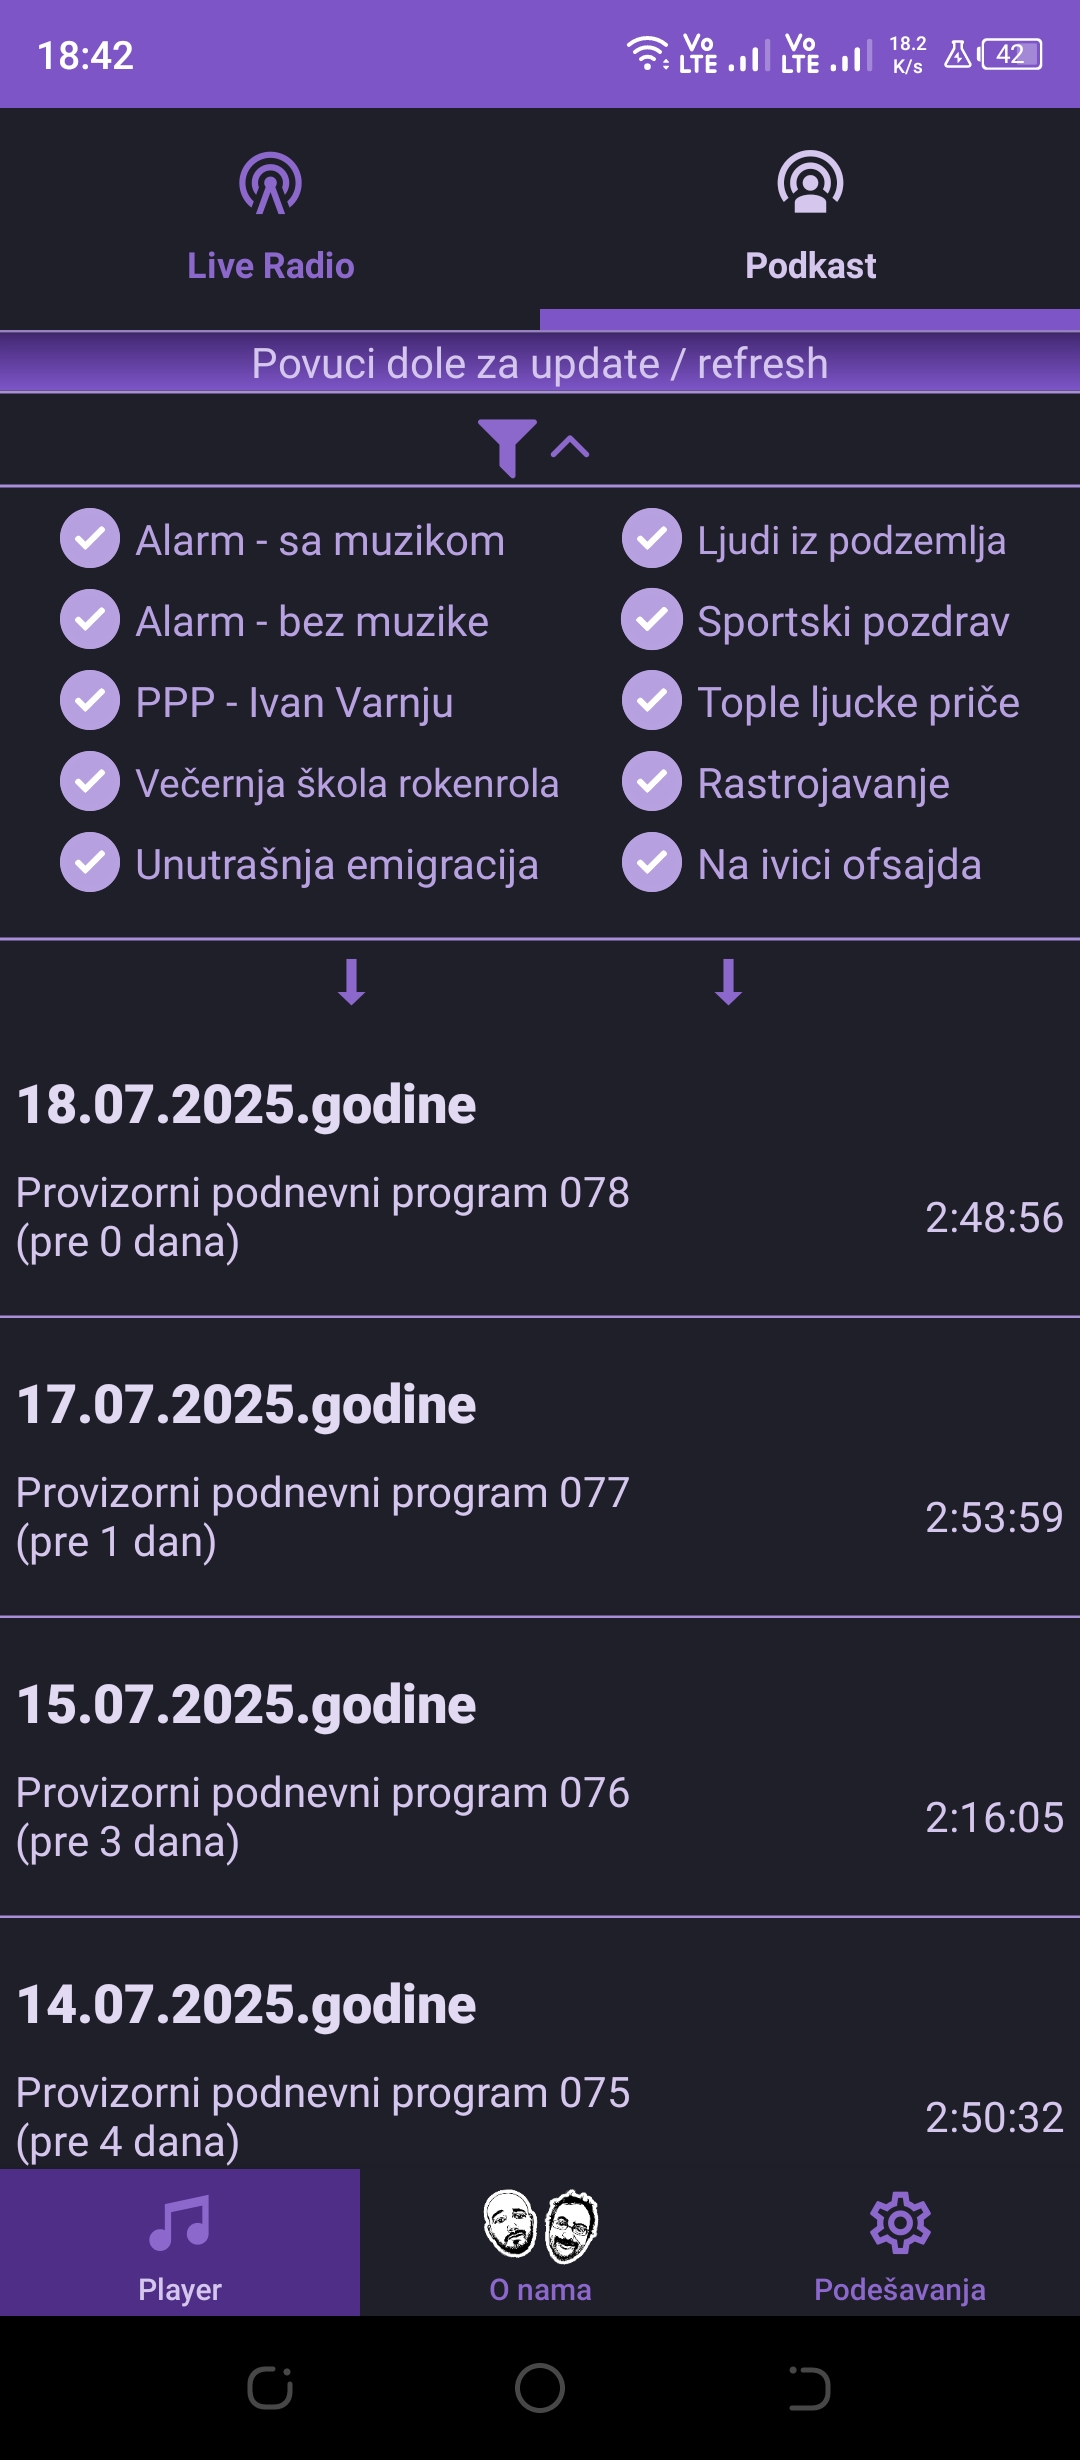 18:42
Vo LTE Vo LTE 18.2 K/s 42
Live Radio
Podkast
Povuci dole za update / refresh
Alarm - sa muzikom
Ljudi iz podzemlja
Alarm - bez muzike
Sportski pozdrav
PPP - Ivan Varnju
Tople ljucke priče
Večernja škola rokenrola
Rastrojavanje
Unutrašnja emigracija
Na ivici ofsajda
18.07.2025.godine
Provizorni podnevni program 078
(pre 0 dana)
2:48:56
17.07.2025.godine
Provizorni podnevni program 077
(pre 1 dan)
2:53:59
15.07.2025.godine
Provizorni podnevni program 076
(pre 3 dana)
2:16:05
14.07.2025.godine
Provizorni podnevni program 075
(pre 4 dana)
2:50:32
Player
O nama
Podešavanja